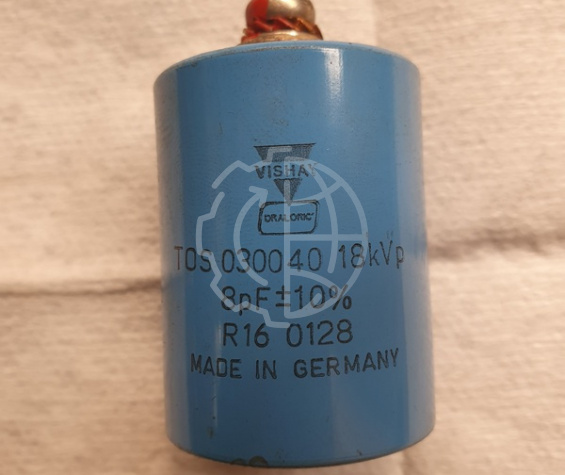 VISHAY
DRALORIC
TOS 030040 18kVp
8pF±10%
R16 0128
MADE IN GERMANY